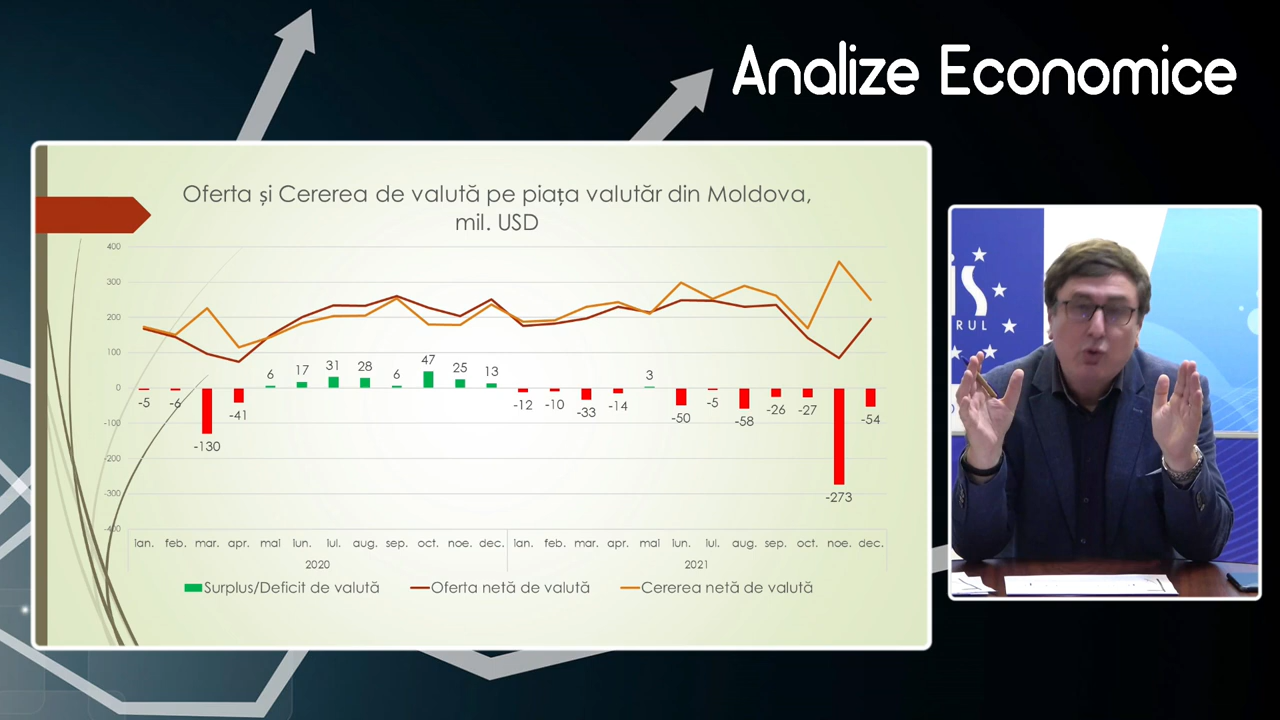 Analize Economice
Oferta și Cererea de valută pe piața valutăr din Moldova,
mil. USD
400
300
200
100
0
-100
-200
-300
-400
-5 -6 -130 -41 6 17 31 28 6 47 25 13 -12 -10 -33 -14 3 -50 -5 -58 -26 -27 -273 -54
ian. feb. mar. apr. mai iun. iul. aug. sep. oct. noe. dec. ian. feb. mar. apr. mai iun. iul. aug. sep. oct. noe. dec.
2020 2021
Surplus/Deficit de valută Oferta netă de valută Cererea netă de valută
IS
RUL